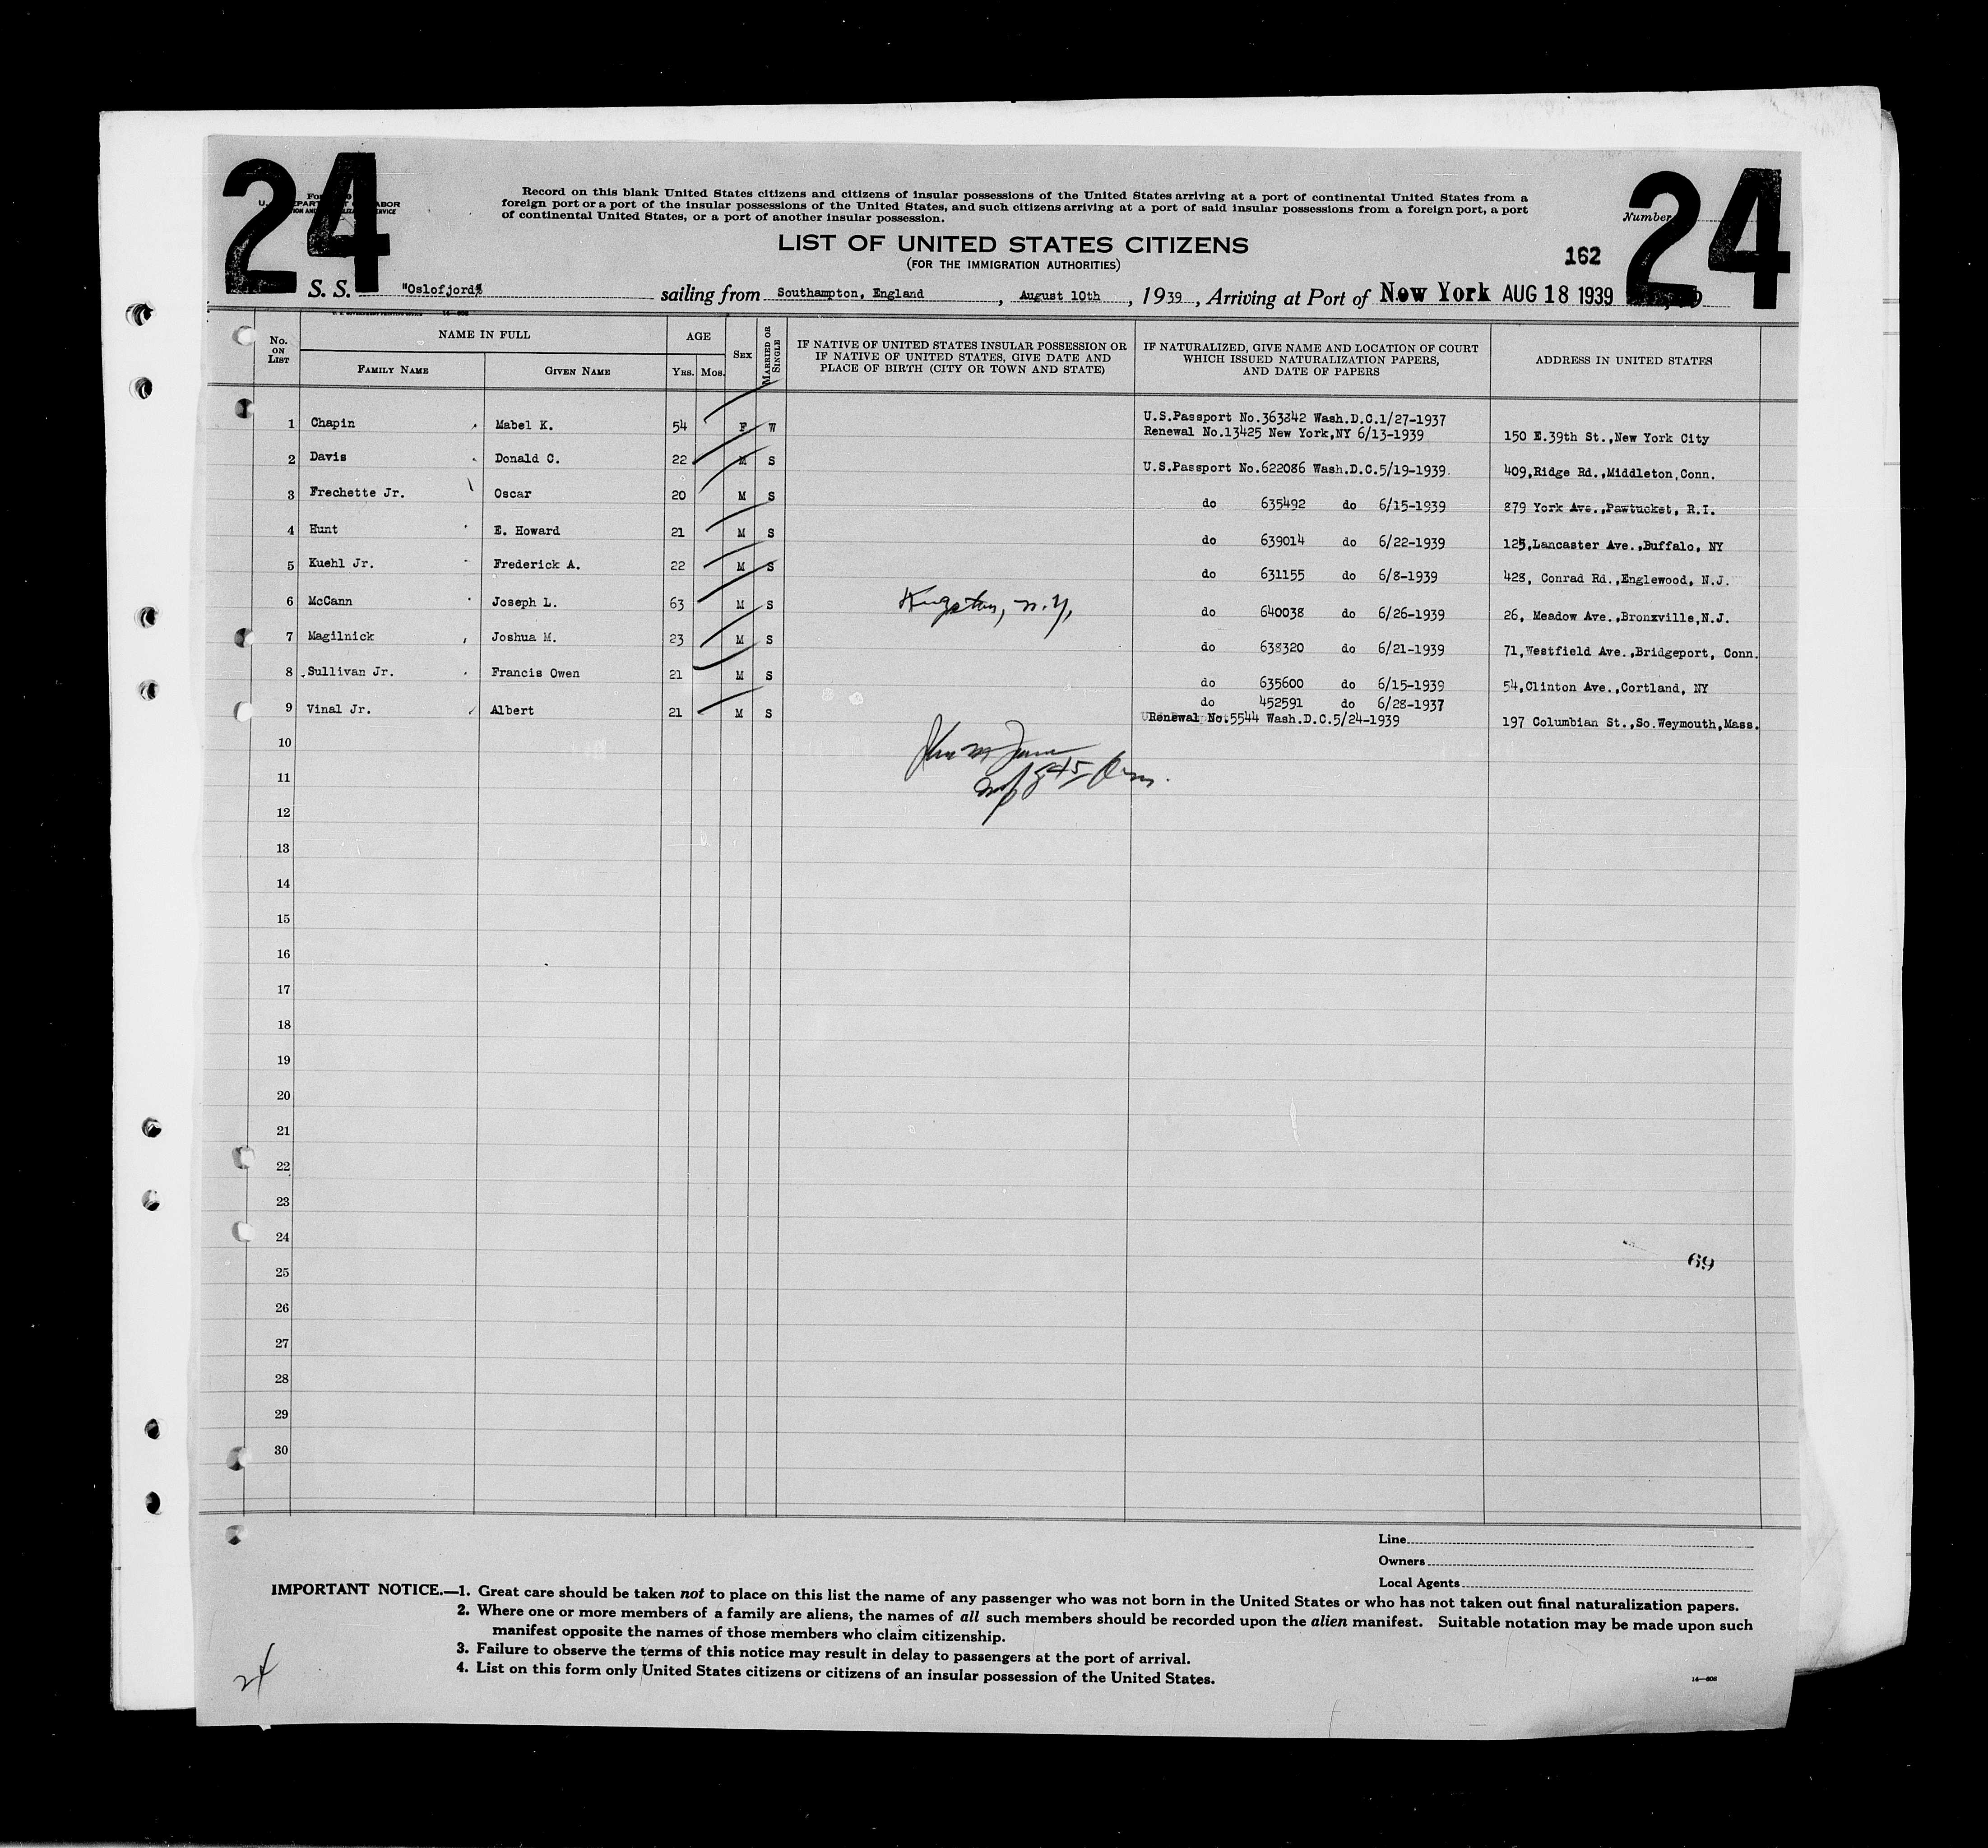 24
24
Record on this blank United States citizens and citizens of insular possessions of the United States arriving at a port of continental United States from a
foreign port or a port of the insular possessions of the United States, and such citizens arriving at a port of said insular possessions from a foreign port, a port
of continental United States, or a port of another insular possession.
Number
LIST OF UNITED STATES CITIZENS
(FOR THE IMMIGRATION AUTHORITIES)
162
S. S. "Oslofjord" sailing from Southampton, England, August 10th, 1939, Arriving at Port of New York AUG 18 1939
No. ON LIST
NAME IN FULL
FAMILY NAME
GIVEN NAME
AGE
YRS. MOS.
SEX
MARRIED OR SINGLE
IF NATIVE OF UNITED STATES INSULAR POSSESSION OR
IF NATIVE OF UNITED STATES, GIVE DATE AND
PLACE OF BIRTH (CITY OR TOWN AND STATE)
IF NATURALIZED, GIVE NAME AND LOCATION OF COURT
WHICH ISSUED NATURALIZATION PAPERS,
AND DATE OF PAPERS
ADDRESS IN UNITED STATES
1 Chapin Mabel K. 54 F W U.S.Passport No.363842 Wash.D.C.1/27-1937
Renewal No.13425 New York,NY 6/13-1939 150 E.39th St.,New York City
2 Davis Donald C. 22 M S U.S.Passport No.622086 Wash.D.C.5/19-1939. 409,Ridge Rd.,Middleton,Conn.
3 Frechette Jr. Oscar 20 M S do 635492 do 6/15-1939 879 York Ave.,Pawtucket, R.I.
4 Hunt E. Howard 21 M S do 639014 do 6/22-1939 125,Lancaster Ave.,Buffalo, NY
5 Kuehl Jr. Frederick A. 22 M S do 631155 do 6/8-1939 428, Conrad Rd.,Englewood, N.J.
6 McCann Joseph L. 63 M S Kingston, N.Y. do 640038 do 6/26-1939 26, Meadow Ave.,Bronxville,N.J.
7 Magilnick Joshua M. 23 M S do 638320 do 6/21-1939 71,Westfield Ave.,Bridgeport, Conn.
8 Sullivan Jr. Francis Owen 21 M S do 635600 do 6/15-1939 54,Clinton Ave.,Cortland, NY
9 Vinal Jr. Albert 21 M S do 452591 do 6/28-1937
Renewal No.5544 Wash.D.C.5/24-1939 197 Columbian St.,So.Weymouth,Mass.
10
11
12
13
14
15
16
17
18
19
20
21
22
23
24
69
25
26
27
28
29
30
Line
Owners
Local Agents
IMPORTANT NOTICE.—1. Great care should be taken not to place on this list the name of any passenger who was not born in the United States or who has not taken out final naturalization papers.
2. Where one or more members of a family are aliens, the names of all such members should be recorded upon the alien manifest. Suitable notation may be made upon such
manifest opposite the names of those members who claim citizenship.
3. Failure to observe the terms of this notice may result in delay to passengers at the port of arrival.
4. List on this form only United States citizens or citizens of an insular possession of the United States.
14—606
24